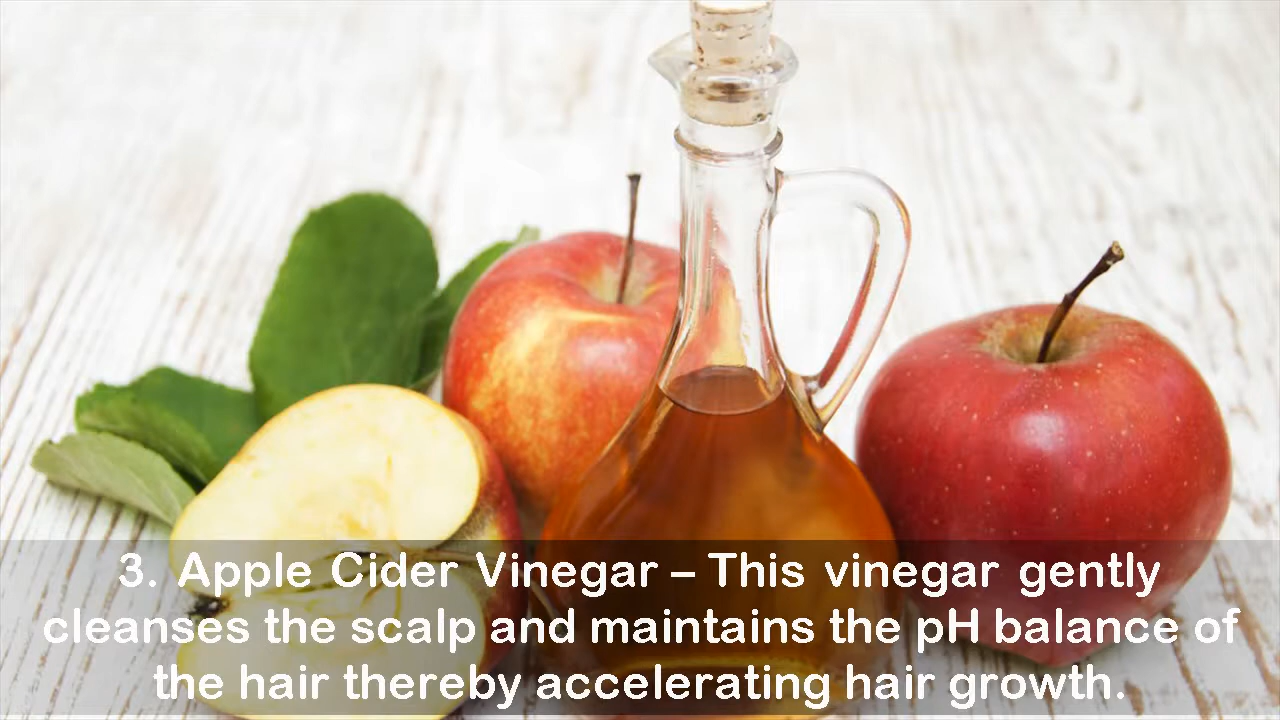 3. Apple Cider Vinegar – This vinegar gently
cleanses the scalp and maintains the pH balance of
the hair thereby accelerating hair growth.